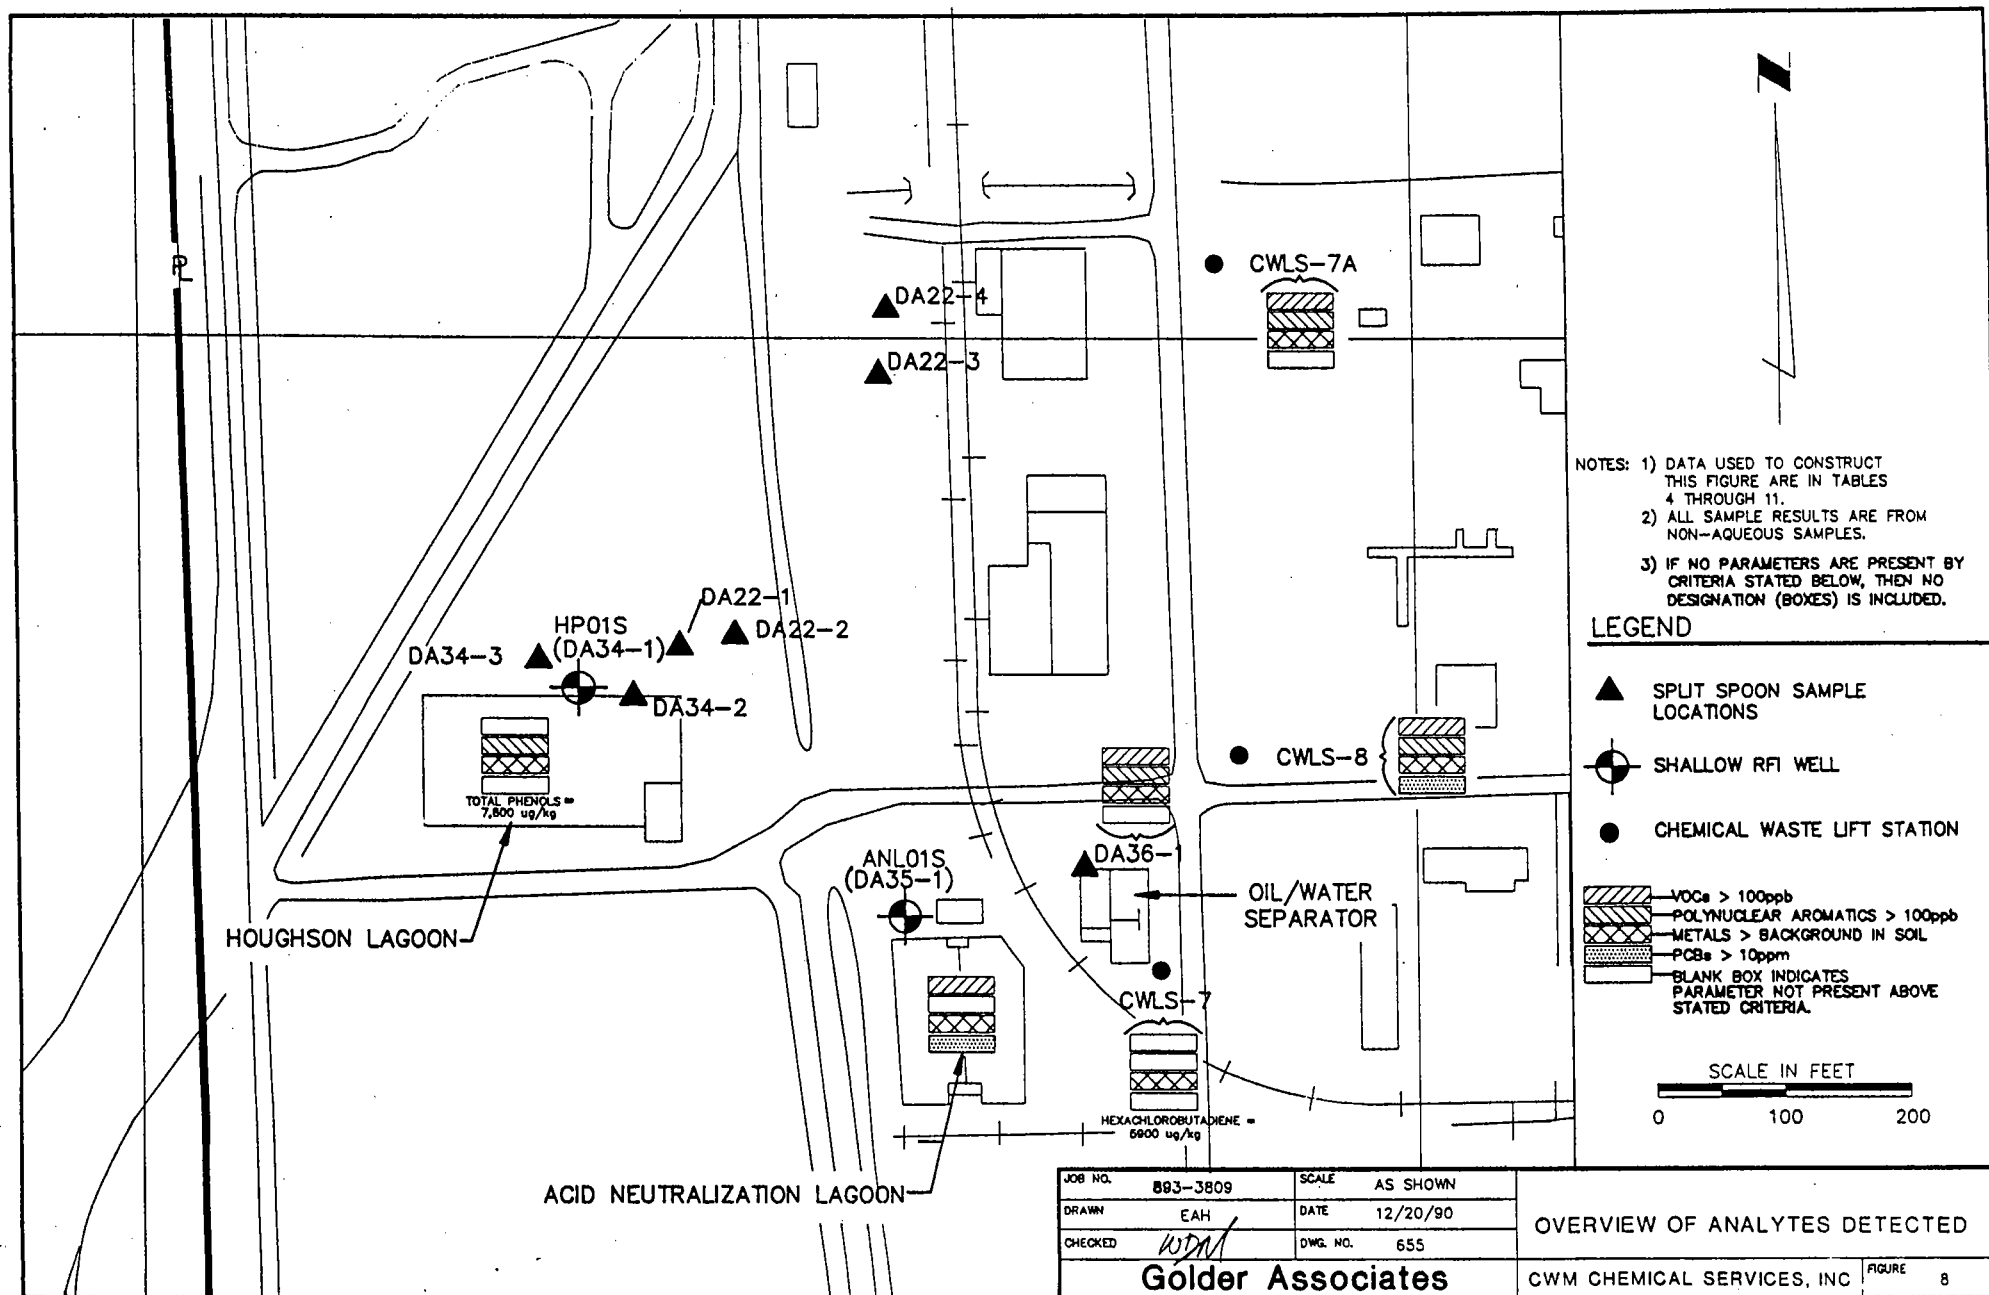 PL
CWLS-7A
DA22-4
DA22-3
NOTES: 1) DATA USED TO CONSTRUCT
THIS FIGURE ARE IN TABLES
4 THROUGH 11.
2) ALL SAMPLE RESULTS ARE FROM
NON-AQUEOUS SAMPLES.
3) IF NO PARAMETERS ARE PRESENT BY
CRITERIA STATED BELOW, THEN NO
DESIGNATION (BOXES) IS INCLUDED.
LEGEND
SPLIT SPOON SAMPLE
LOCATIONS
SHALLOW RFI WELL
CHEMICAL WASTE LIFT STATION
VOCs > 100ppb
POLYNUCLEAR AROMATICS > 100ppb
METALS > BACKGROUND IN SOIL
PCBs > 10ppm
BLANK BOX INDICATES
PARAMETER NOT PRESENT ABOVE
STATED CRITERIA.
SCALE IN FEET
0 100 200
DA22-1
DA22-2
HP01S
(DA34-1)
DA34-3
DA34-2
TOTAL PHENOLS =
7,800 ug/kg
HOUGHSON LAGOON
CWLS-8
DA36-1
ANL01S
(DA35-1)
OIL/WATER
SEPARATOR
CWLS-7
HEXACHLOROBUTADIENE =
6900 ug/kg
ACID NEUTRALIZATION LAGOON
JOB NO. 893-3809
SCALE AS SHOWN
DRAWN EAH
DATE 12/20/90
CHECKED WDM
DWG. NO. 655
OVERVIEW OF ANALYTES DETECTED
Golder Associates
CWM CHEMICAL SERVICES, INC
FIGURE 8